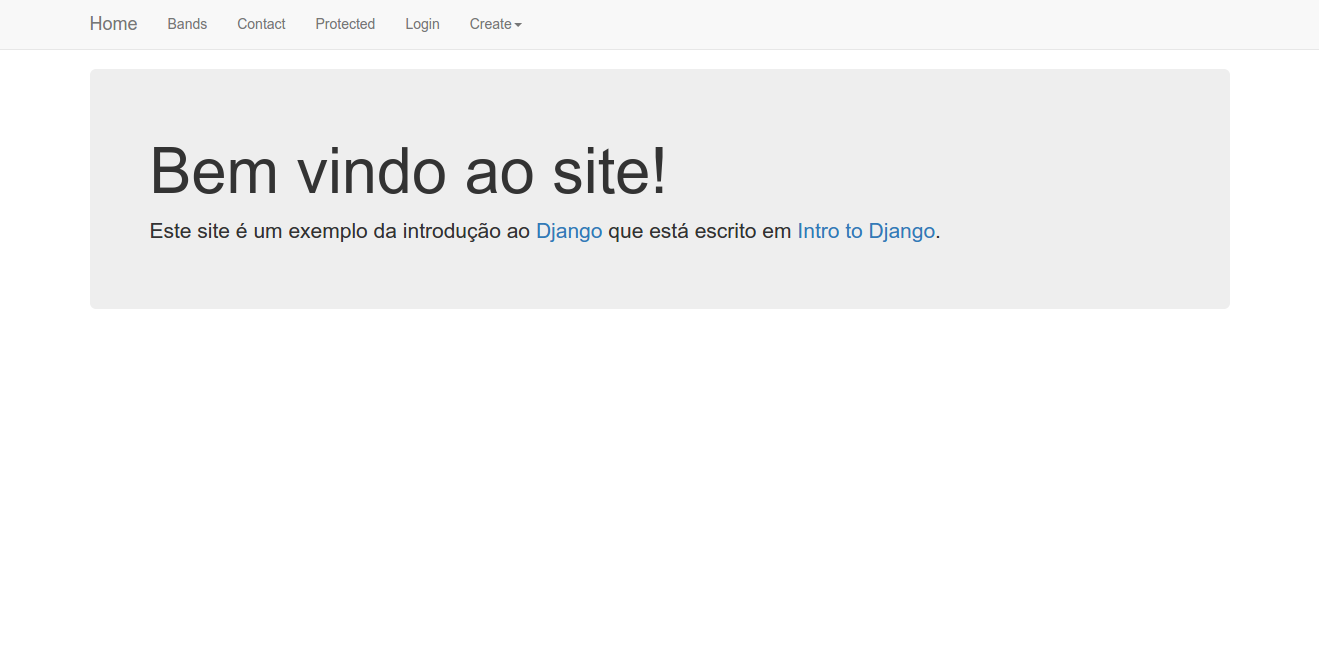 Home Bands Contact Protected Login Create
Bem vindo ao site!
Este site é um exemplo da introdução ao Django que está escrito em Intro to Django.